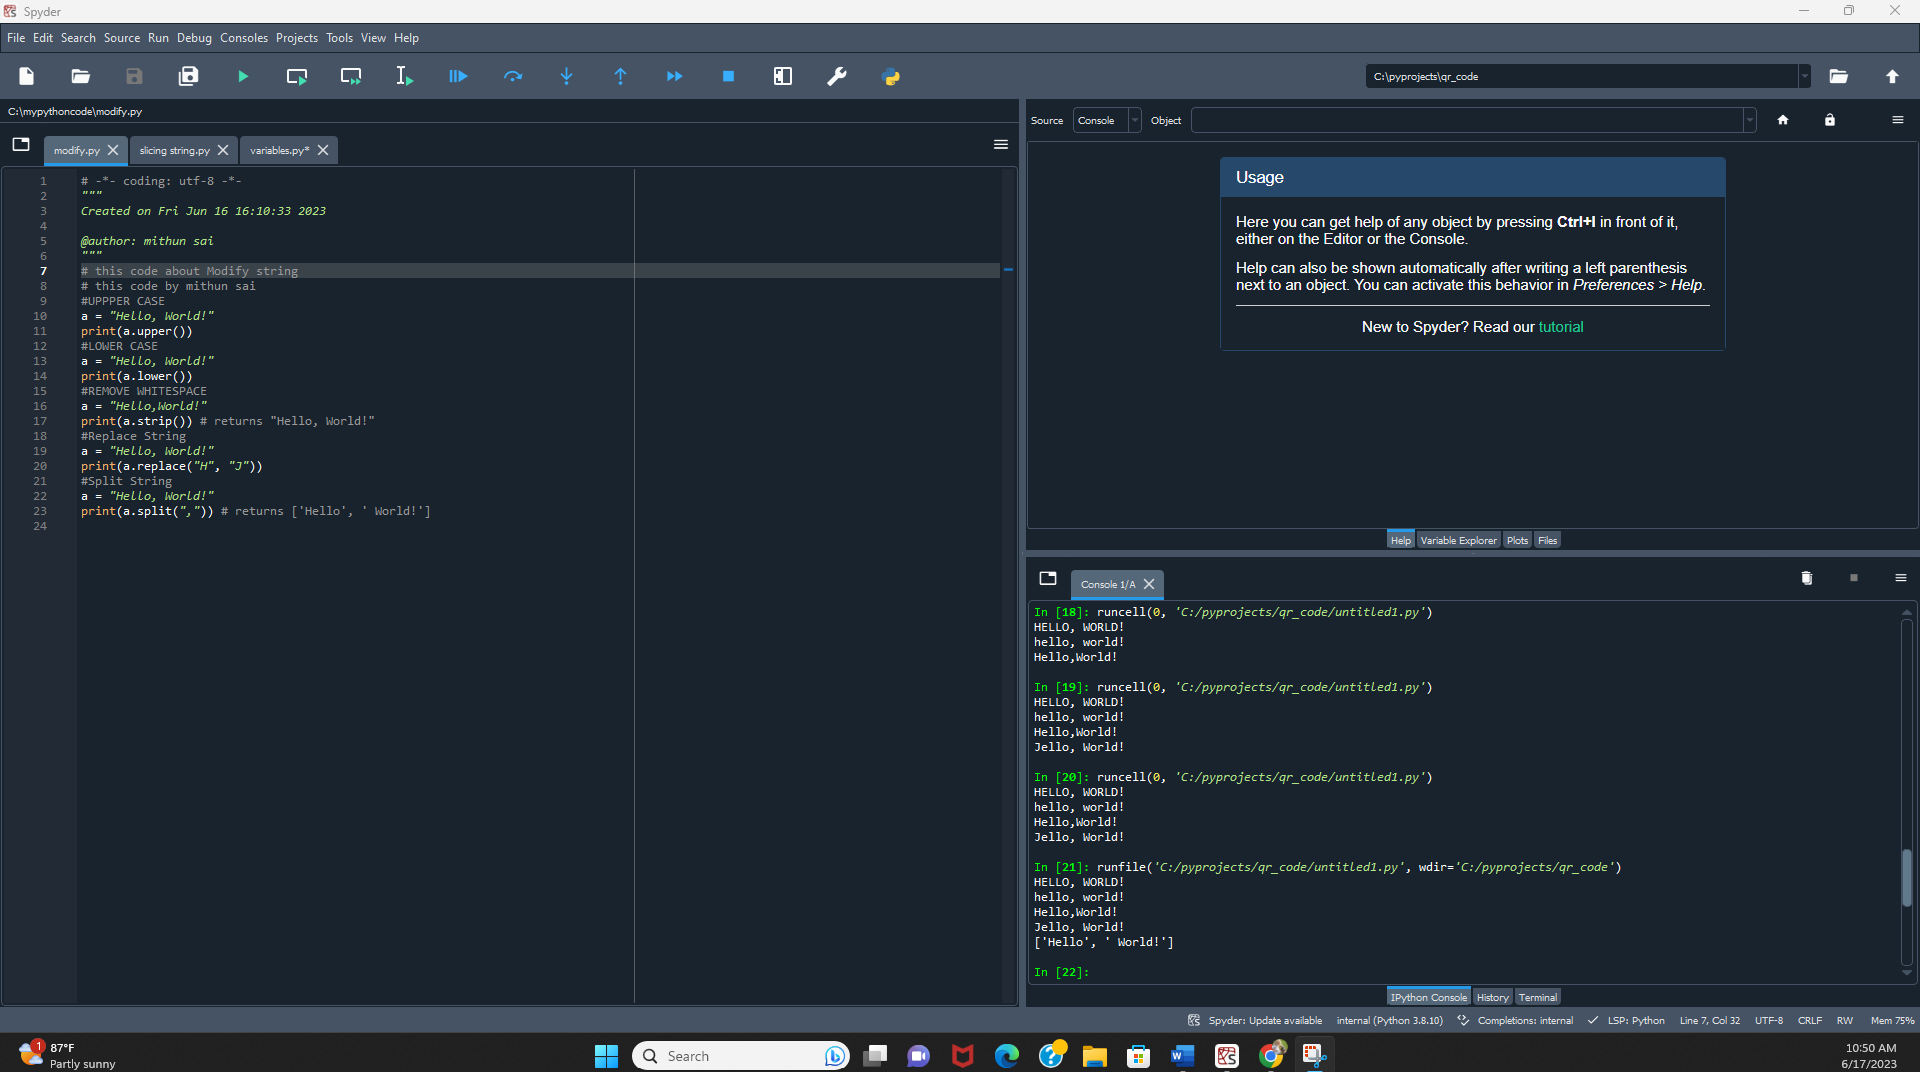 Spyder
File Edit Search Source Run Debug Consoles Projects Tools View Help
C:\pyprojects\qr_code
C:\mypythoncode\modify.py
modify.py
slicing string.py
variables.py*
1 # -*- coding: utf-8 -*-
2 """
3 Created on Fri Jun 16 16:10:33 2023
4
5 @author: mithun sai
6 """
7 # this code about Modify string
8 # this code by mithun sai
9 #UPPPER CASE
10 a = "Hello, World!"
11 print(a.upper())
12 #LOWER CASE
13 a = "Hello, World!"
14 print(a.lower())
15 #REMOVE WHITESPACE
16 a = "Hello,World!"
17 print(a.strip()) # returns "Hello, World!"
18 #Replace String
19 a = "Hello, World!"
20 print(a.replace("H", "J"))
21 #Split String
22 a = "Hello, World!"
23 print(a.split(",")) # returns ['Hello', ' World!']
24
Source Console Object
Usage
Here you can get help of any object by pressing Ctrl+I in front of it,
either on the Editor or the Console.
Help can also be shown automatically after writing a left parenthesis
next to an object. You can activate this behavior in Preferences > Help.
New to Spyder? Read our tutorial
Help Variable Explorer Plots Files
Console 1/A
In [18]: runcell(0, 'C:/pyprojects/qr_code/untitled1.py')
HELLO, WORLD!
hello, world!
Hello,World!
In [19]: runcell(0, 'C:/pyprojects/qr_code/untitled1.py')
HELLO, WORLD!
hello, world!
Hello,World!
Jello, World!
In [20]: runcell(0, 'C:/pyprojects/qr_code/untitled1.py')
HELLO, WORLD!
hello, world!
Hello,World!
Jello, World!
In [21]: runfile('C:/pyprojects/qr_code/untitled1.py', wdir='C:/pyprojects/qr_code')
HELLO, WORLD!
hello, world!
Hello,World!
Jello, World!
['Hello', ' World!']
In [22]:
IPython Console History Terminal
Spyder: Update available internal (Python 3.8.10) Completions: internal LSP: Python Line 7, Col 32 UTF-8 CRLF RW Mem 75%
1
87°F
Partly sunny
Search
10:50 AM
6/17/2023